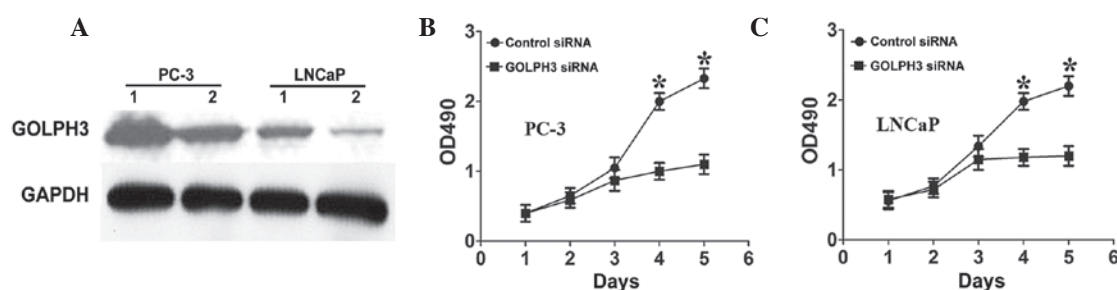 A
PC-3 LNCaP
1 2 1 2
GOLPH3
GAPDH
B
3
2
1
0
OD490
Control siRNA
GOLPH3 siRNA
PC-3
* *
0 1 2 3 4 5 6
Days
C
3
2
1
0
OD490
Control siRNA
GOLPH3 siRNA
LNCaP
* *
0 1 2 3 4 5 6
Days